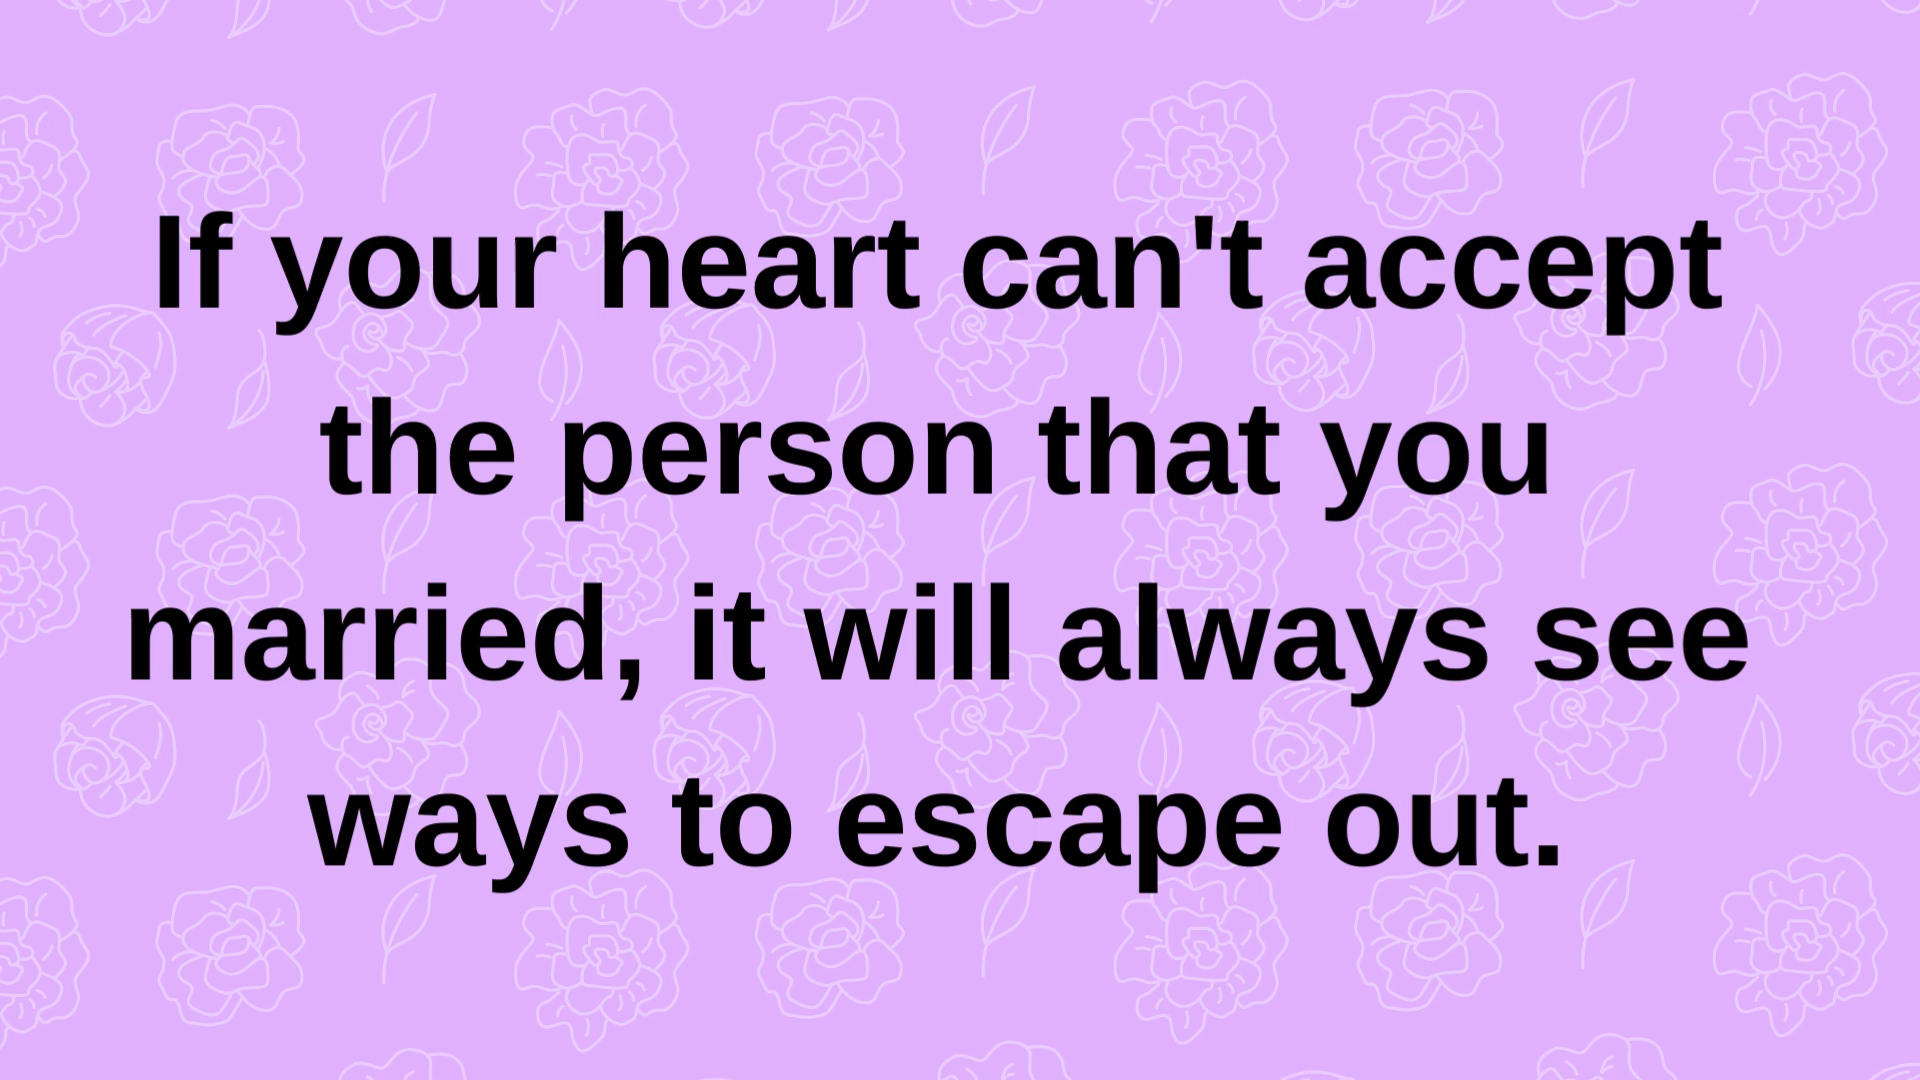 If your heart can't accept
the person that you
married, it will always see
ways to escape out.